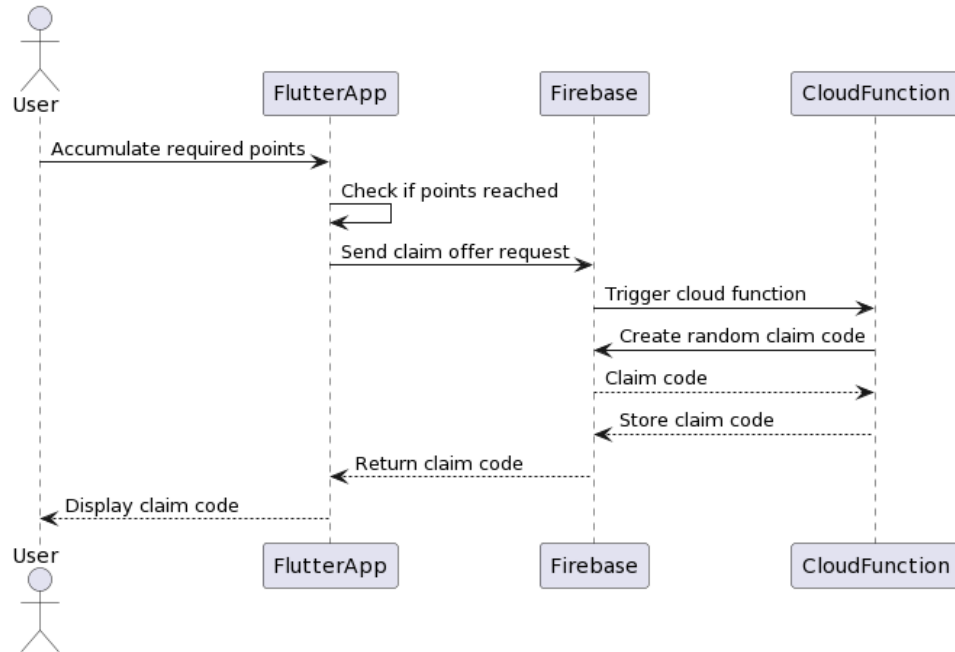 User
FlutterApp
Firebase
CloudFunction
Accumulate required points
Check if points reached
Send claim offer request
Trigger cloud function
Create random claim code
Claim code
Store claim code
Return claim code
Display claim code
User
FlutterApp
Firebase
CloudFunction